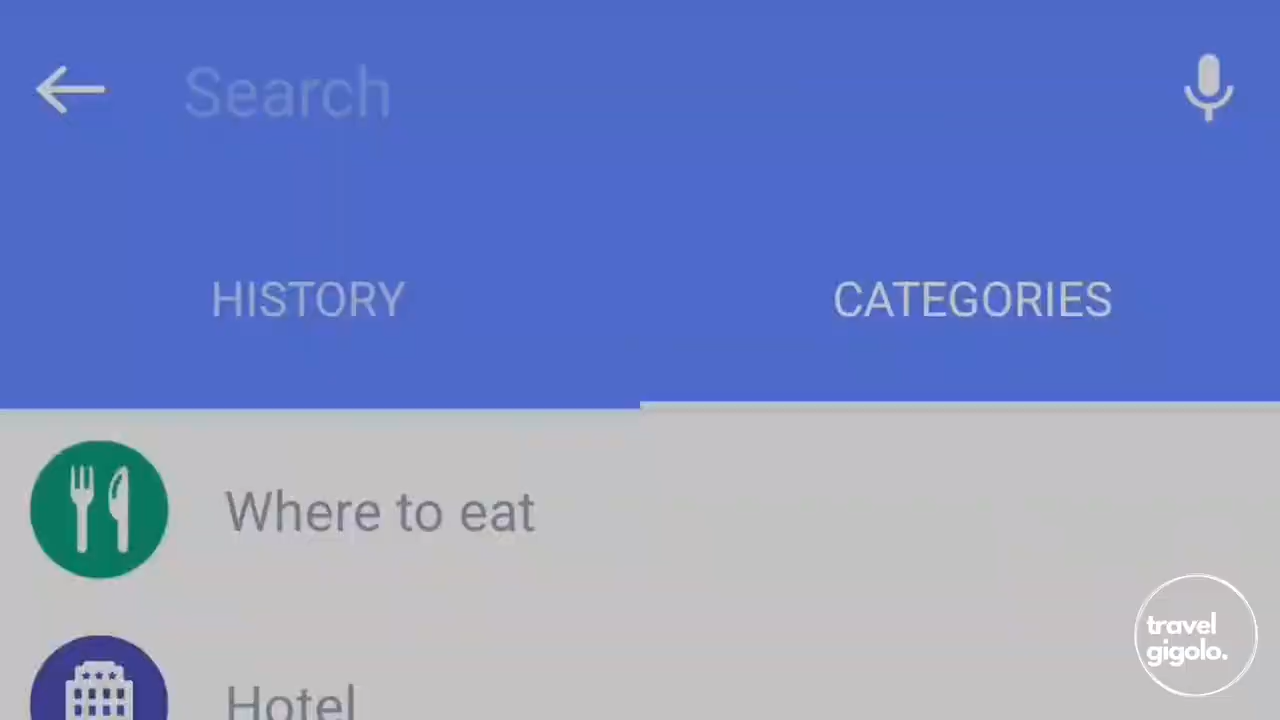 Search
HISTORY
CATEGORIES
Where to eat
Hotel
travel
gigolo.